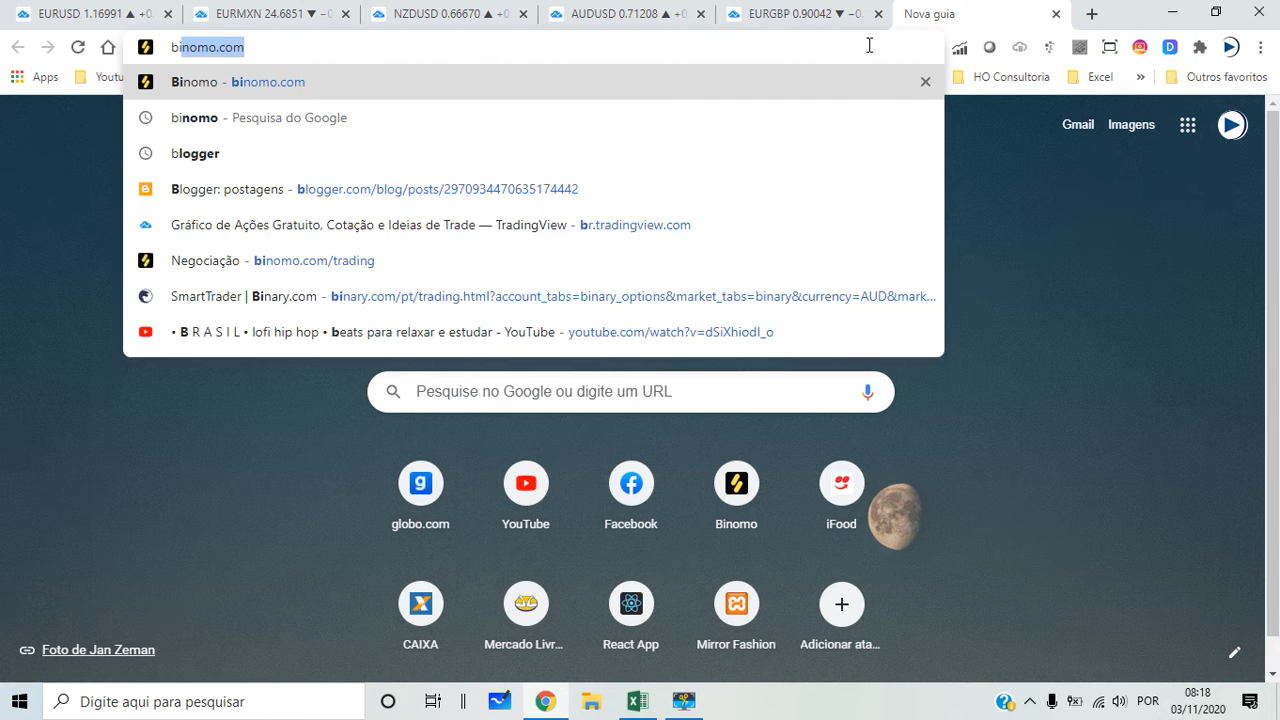 EURUSD 1.16991 ▲ +0.
EURMXN 24.6851 ▼ −0.
NZDUSD 0.66670 ▲ +0.
AUDUSD 0.71208 ▲ +0.
EURGBP 0.90042 ▼ −0.
Nova guia
binomo.com
Apps
Youtu
HO Consultoria
Excel
»
Outros favoritos
Binomo - binomo.com
binomo - Pesquisa do Google
blogger
Blogger: postagens - blogger.com/blog/posts/2970934470635174442
Gráfico de Ações Gratuito, Cotação e Ideias de Trade — TradingView - br.tradingview.com
Negociação - binomo.com/trading
SmartTrader | Binary.com - binary.com/pt/trading.html?account_tabs=binary_options&market_tabs=binary&currency=AUD&mark...
• B R A S I L • lofi hip hop • beats para relaxar e estudar - YouTube - youtube.com/watch?v=dSiXhiodI_o
Gmail Imagens
Pesquise no Google ou digite um URL
globo.com
YouTube
Facebook
Binomo
iFood
CAIXA
Mercado Livr...
React App
Mirror Fashion
Adicionar ata...
Foto de Jan Zeman
Digite aqui para pesquisar
POR
08:18
03/11/2020